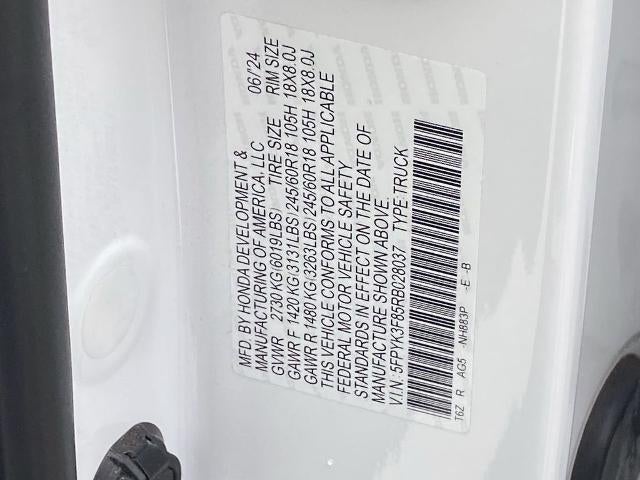 MFD. BY HONDA DEVELOPMENT &
MANUFACTURING OF AMERICA, LLC 06/'24
GVWR 2730 KG(6019LBS) TIRE SIZE RIM SIZE
GAWR F 1420 KG(3131LBS)245/60R18 105H 18X8.0J
GAWR R 1480 KG(3263LBS)245/60R18 105H 18X8.0J
THIS VEHICLE CONFORMS TO ALL APPLICABLE
FEDERAL MOTOR VEHICLE SAFETY
STANDARDS IN EFFECT ON THE DATE OF
MANUFACTURE SHOWN ABOVE.
V.I.N.:5FPYK3F85RB028037 TYPE:TRUCK
T6Z R AG5 -NH883P -E -B